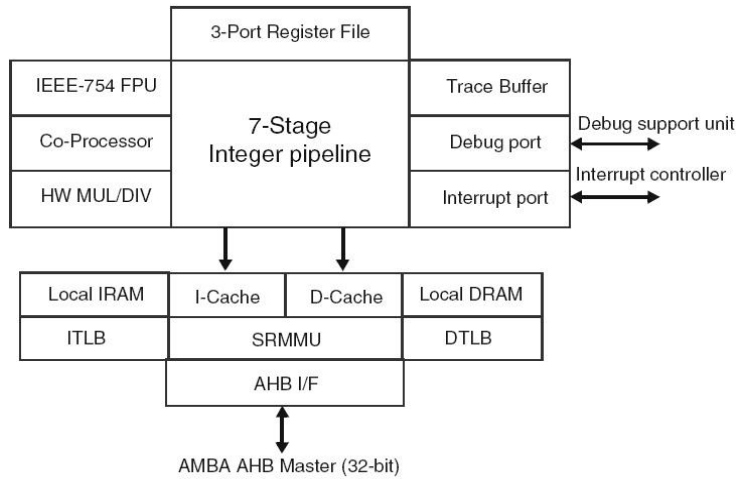 3-Port Register File
IEEE-754 FPU
Trace Buffer
7-Stage
Integer pipeline
Co-Processor
Debug port
Debug support unit
HW MUL/DIV
Interrupt port
Interrupt controller
Local IRAM
I-Cache
D-Cache
Local DRAM
ITLB
SRMMU
DTLB
AHB I/F
AMBA AHB Master (32-bit)